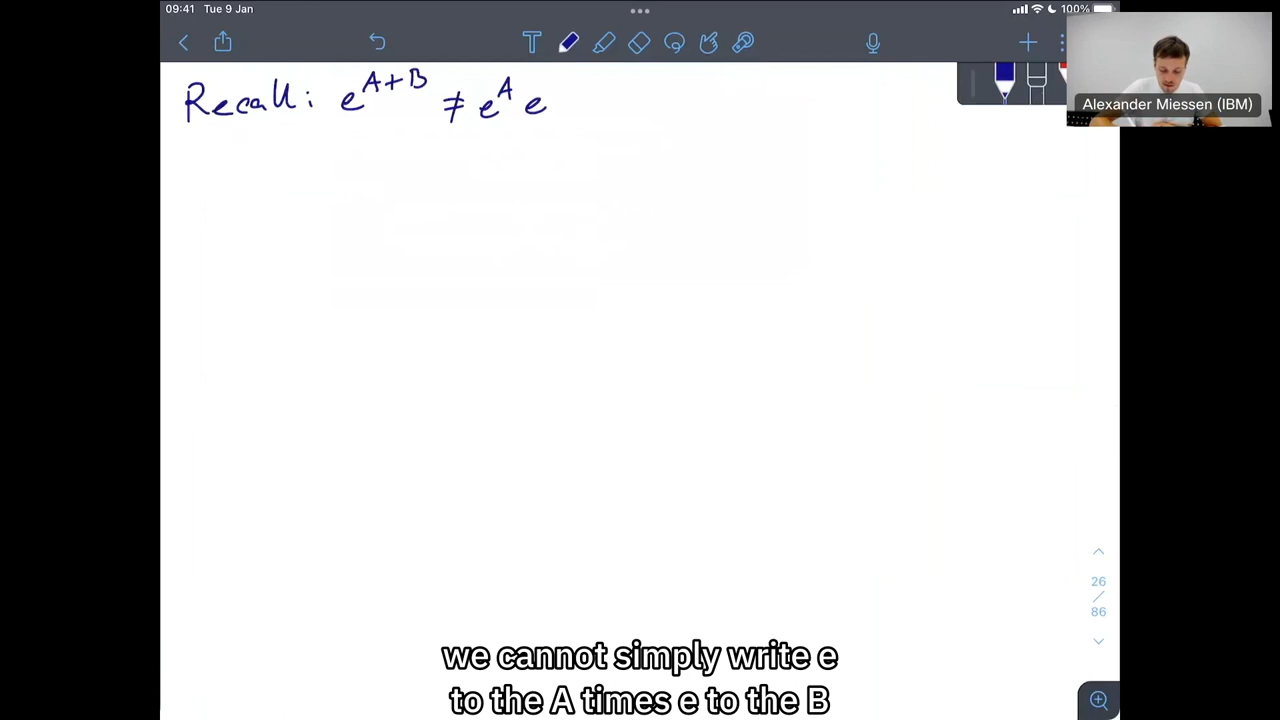 09:41 Tue 9 Jan
100%
Alexander Miessen (IBM)
Recall: e^{A+B} ≠ e^A e
26
/
86
we cannot simply write e
to the A times e to the B